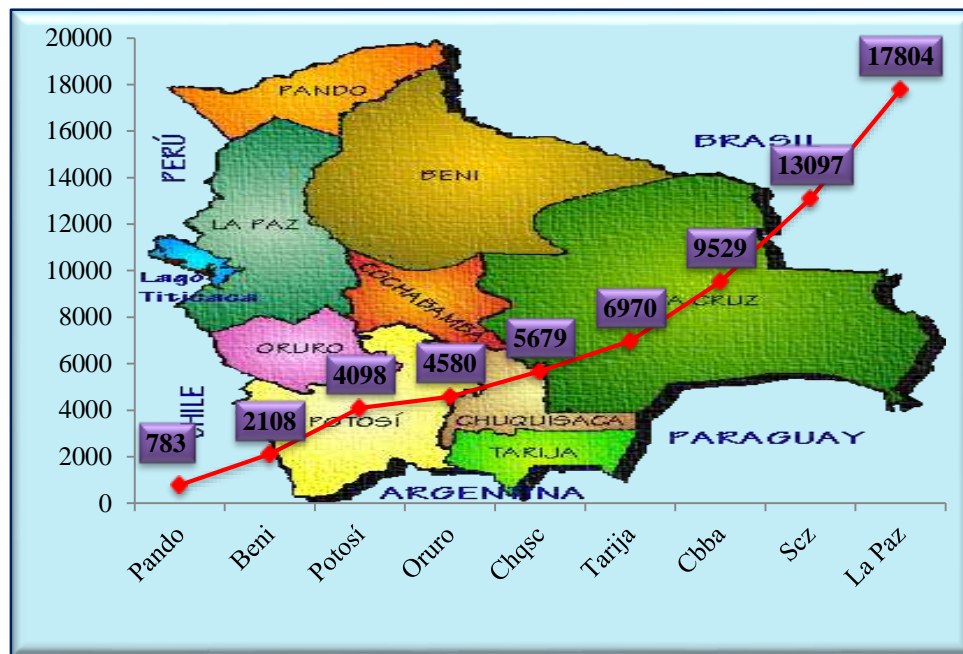 20000
18000
16000
14000
12000
10000
8000
6000
4000
2000
0
783
2108
4098
4580
5679
6970
9529
13097
17804
PANDO
BENI
LA PAZ
COCHABAMBA
ORURO
POTOSÍ
CHUQUISACA
TARIJA
CRUZ
PERÚ
BRASIL
Lago
Titicaca
PARAGUAY
ARGENTINA
Pando
Beni
Potosí
Oruro
Chqsc
Tarija
Cbba
Scz
La Paz